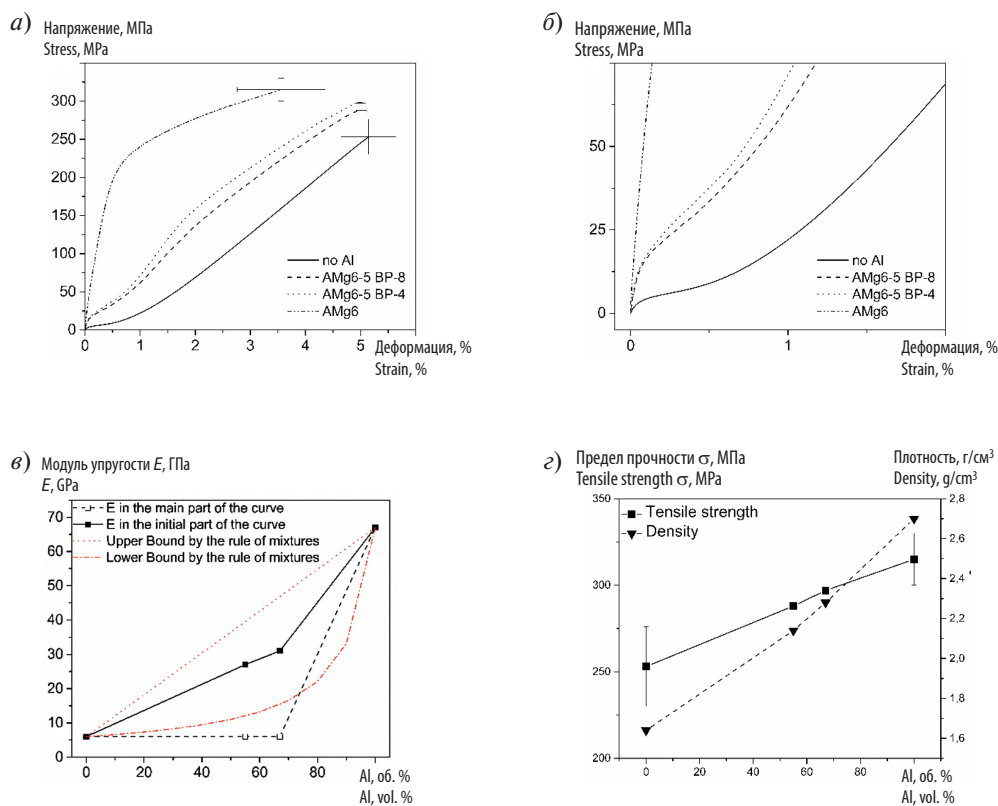 а)
Напряжение, МПа
Stress, MPa
300
250
200
150
100
50
0
0 1 2 3 4 5
no Al
AMg6-5 BP-8
AMg6-5 BP-4
AMg6
Деформация, %
Strain, %
б)
Напряжение, МПа
Stress, MPa
50
25
0
0 1
no Al
AMg6-5 BP-8
AMg6-5 BP-4
AMg6
Деформация, %
Strain, %
в)
Модуль упругости E, ГПа
E, GPa
E in the main part of the curve
E in the initial part of the curve
Upper Bound by the rule of mixtures
Lower Bound by the rule of mixtures
70
60
50
40
30
20
10
0
0 20 40 60 80
Al, об. %
Al, vol. %
г)
Предел прочности σ, МПа
Tensile strength σ, MPa
Плотность, г/см³
Density, g/cm³
Tensile strength
Density
350
300
250
200
2,8
2,6
2,4
2,2
2,0
1,8
1,6
0 20 40 60 80
Al, об. %
Al, vol. %